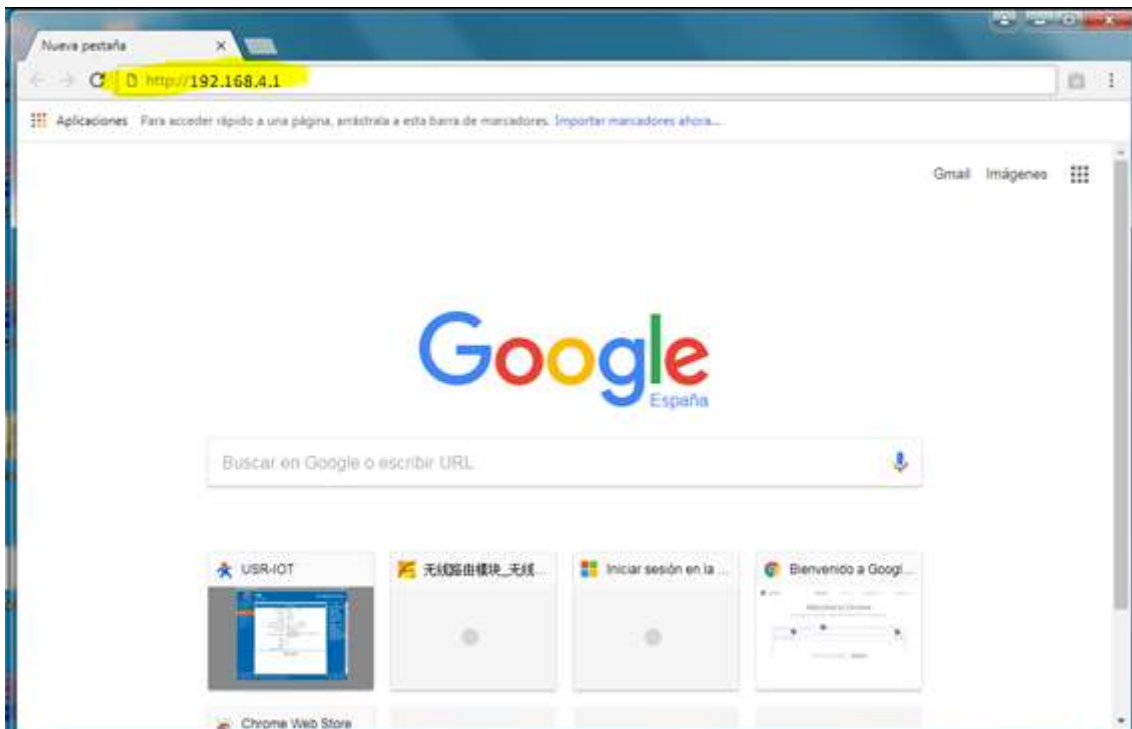 Nueva pestaña
http://192.168.4.1
Aplicaciones Para acceder rápido a una página, arrástrala a esta barra de marcadores. Importar marcadores ahora...
Gmail Imágenes
Google
España
Buscar en Google o escribir URL
USR-IOT
无线路由模块_无线...
Iniciar sesión en la ...
Bienvenido a Googl...
Chrome Web Store